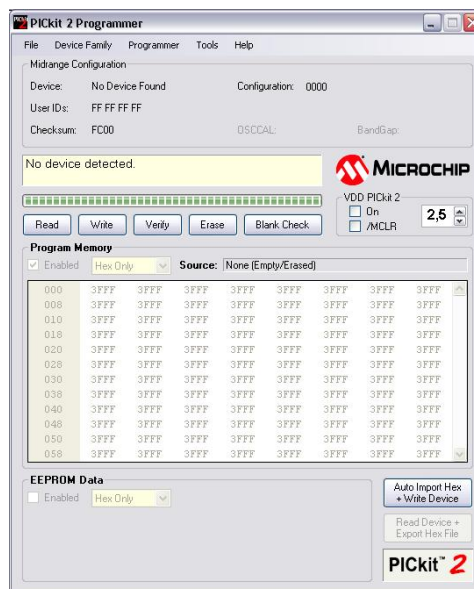 PICkit 2 Programmer
File Device Family Programmer Tools Help
Midrange Configuration
Device: No Device Found Configuration: 0000
User IDs: FF FF FF FF
Checksum: FC00 OSCCAL: BandGap:
No device detected.
MICROCHIP
VDD PICkit 2
On
/MCLR
2,5
Read Write Verify Erase Blank Check
Program Memory
Enabled Hex Only Source: None (Empty/Erased)
000 3FFF 3FFF 3FFF 3FFF 3FFF 3FFF 3FFF 3FFF
008 3FFF 3FFF 3FFF 3FFF 3FFF 3FFF 3FFF 3FFF
010 3FFF 3FFF 3FFF 3FFF 3FFF 3FFF 3FFF 3FFF
018 3FFF 3FFF 3FFF 3FFF 3FFF 3FFF 3FFF 3FFF
020 3FFF 3FFF 3FFF 3FFF 3FFF 3FFF 3FFF 3FFF
028 3FFF 3FFF 3FFF 3FFF 3FFF 3FFF 3FFF 3FFF
030 3FFF 3FFF 3FFF 3FFF 3FFF 3FFF 3FFF 3FFF
038 3FFF 3FFF 3FFF 3FFF 3FFF 3FFF 3FFF 3FFF
040 3FFF 3FFF 3FFF 3FFF 3FFF 3FFF 3FFF 3FFF
048 3FFF 3FFF 3FFF 3FFF 3FFF 3FFF 3FFF 3FFF
050 3FFF 3FFF 3FFF 3FFF 3FFF 3FFF 3FFF 3FFF
058 3FFF 3FFF 3FFF 3FFF 3FFF 3FFF 3FFF 3FFF
EEPROM Data
Enabled Hex Only
Auto Import Hex
+ Write Device
Read Device +
Export Hex File
PICkit™ 2